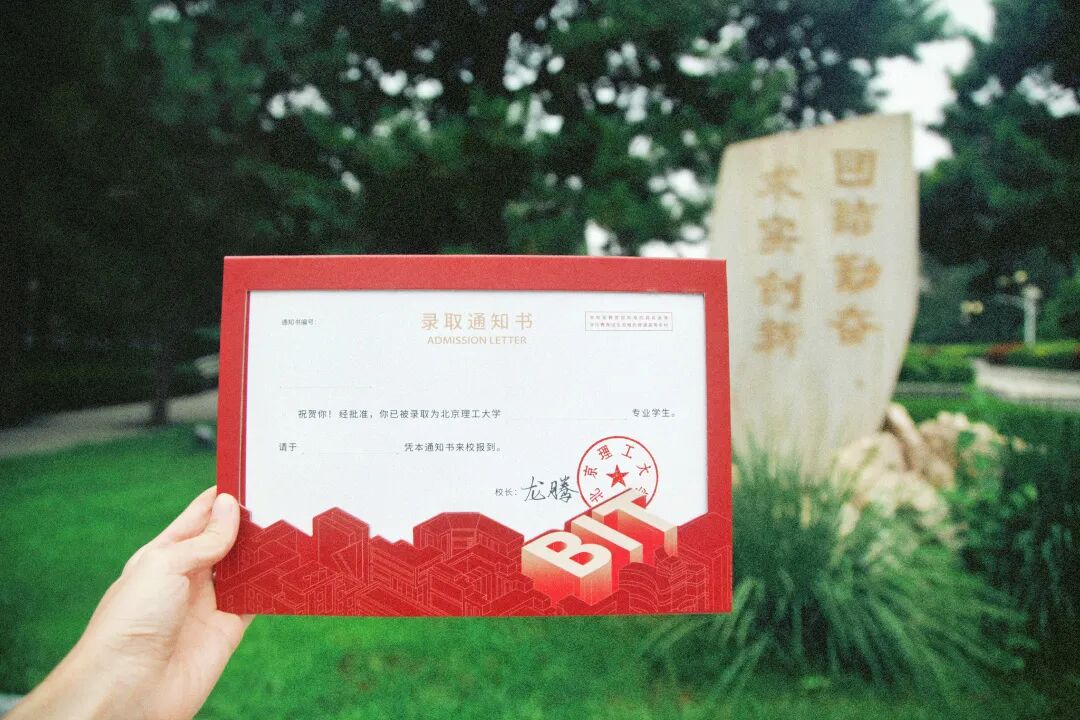 通知书编号:
录取通知书
ADMISSION LETTER
祝贺你！经批准，你已被录取为北京理工大学 专业学生。
请于 凭本通知书来校报到。
校长: 龙腾
北京理工大
BIT
团结勤奋
求实创新